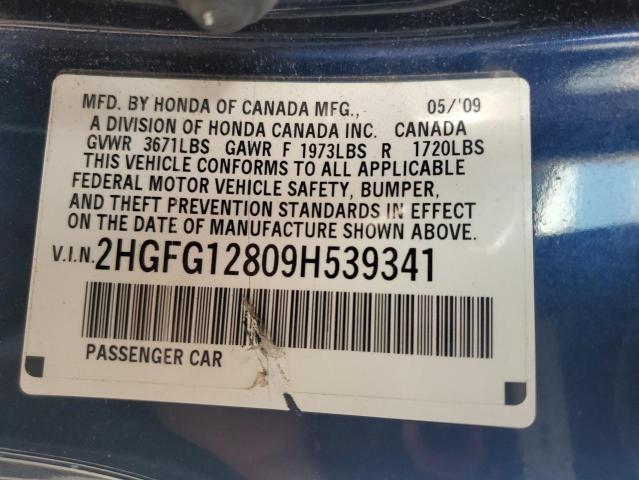 MFD. BY HONDA OF CANADA MFG., 05/'09
A DIVISION OF HONDA CANADA INC. CANADA
GVWR 3671LBS GAWR F 1973LBS R 1720LBS
THIS VEHICLE CONFORMS TO ALL APPLICABLE
FEDERAL MOTOR VEHICLE SAFETY, BUMPER,
AND THEFT PREVENTION STANDARDS IN EFFECT
ON THE DATE OF MANUFACTURE SHOWN ABOVE.
V.I.N. 2HGFG12809H539341
PASSENGER CAR